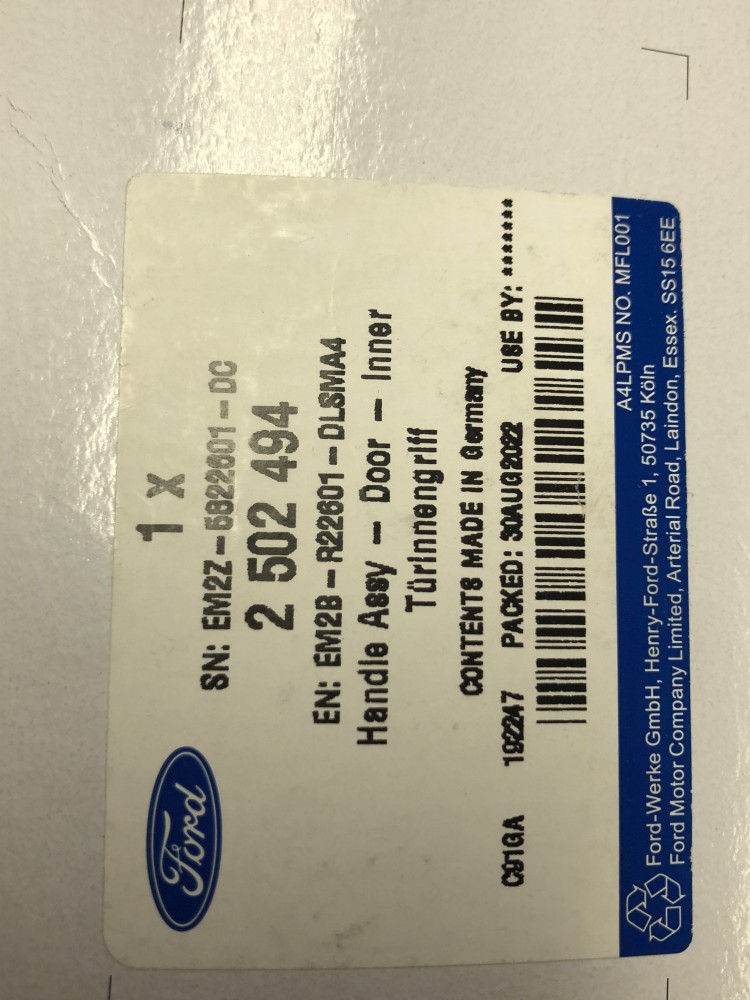 1 x
SN: EM2Z-5822601-DC
2 502 494
EN: EM2B-R22601-DLSMA4
Handle Assy - Door - Inner
Türinnengriff
CONTENTS MADE IN Germany
C91GA 192247 PACKED: 30AUG2022 USE BY: *******
Ford
A4LPMS NO. MFL001
Ford-Werke GmbH, Henry-Ford-Straße 1, 50735 Köln
Ford Motor Company Limited, Arterial Road, Laindon, Essex. SS15 6EE